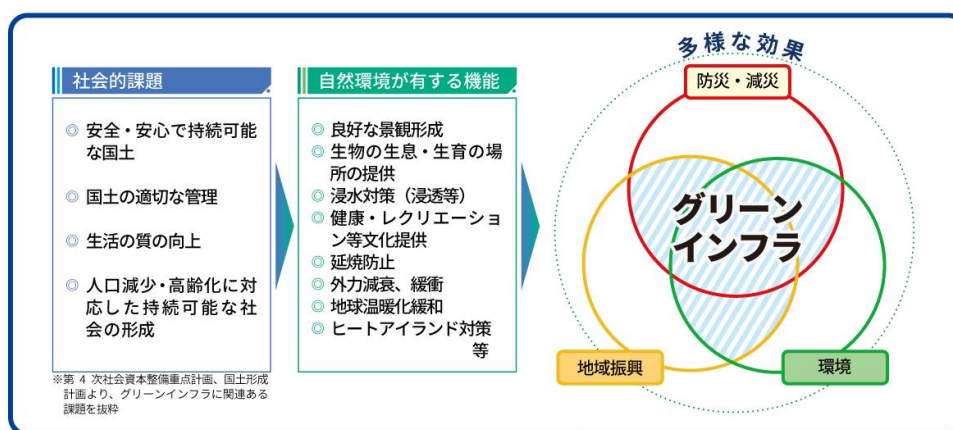 社会的課題
◎ 安全・安心で持続可能
な国土
◎ 国土の適切な管理
◎ 生活の質の向上
◎ 人口減少・高齢化に対
応した持続可能な社
会の形成
※第 4 次社会資本整備重点計画、国土形成
計画より、グリーンインフラに関連ある
課題を抜粋
自然環境が有する機能
◎ 良好な景観形成
◎ 生物の生息・生育の場
所の提供
◎ 浸水対策（浸透等）
◎ 健康・レクリエーショ
ン等文化提供
◎ 延焼防止
◎ 外力減衰、緩衝
◎ 地球温暖化緩和
◎ ヒートアイランド対策
等
多様な効果
防災・減災
グリーン
インフラ
地域振興
環境